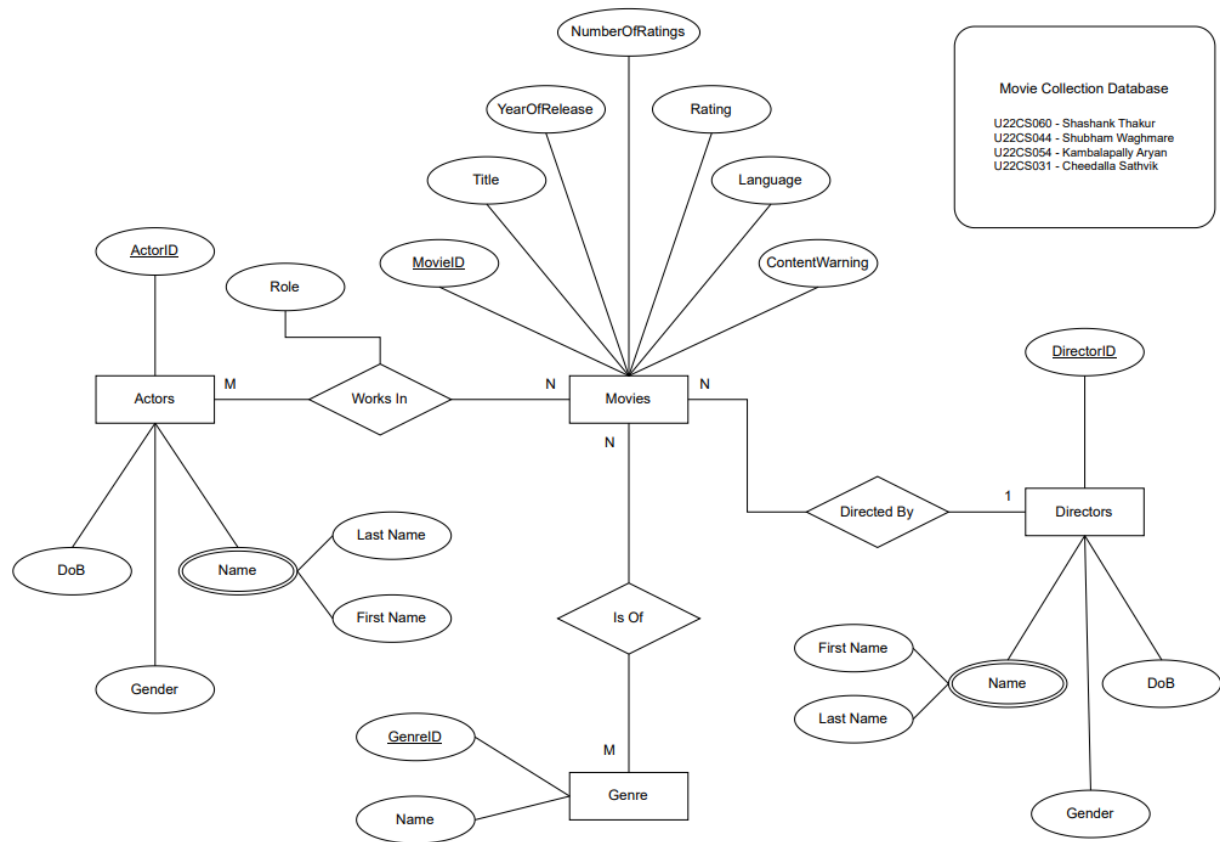 NumberOfRatings
Movie Collection Database
U22CS060 - Shashank Thakur
U22CS044 - Shubham Waghmare
U22CS054 - Kambalapally Aryan
U22CS031 - Cheedalla Sathvik
YearOfRelease
Rating
Title
Language
ActorID
MovieID
ContentWarning
Role
DirectorID
Actors
M
Works In
N
Movies
N
N
Directed By
1
Directors
Last Name
DoB
Name
First Name
Is Of
First Name
Gender
Name
DoB
Last Name
GenreID
M
Genre
Name
Gender